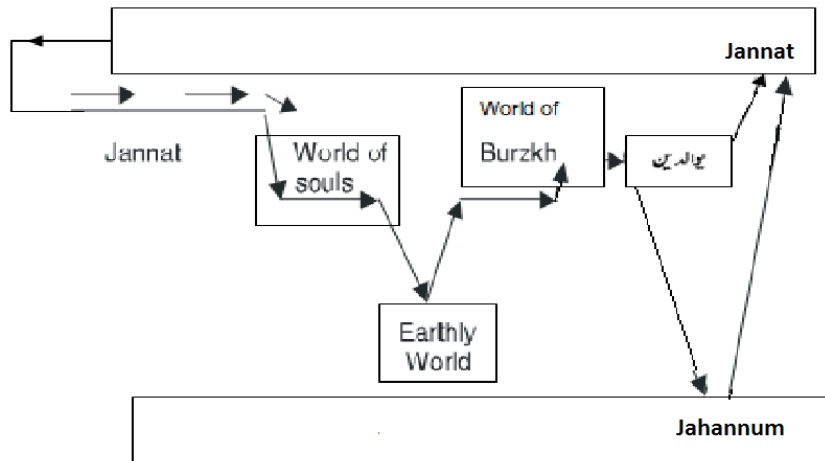 Jannat
World of
Jannat
World of
souls
Burzkh
Earthly
World
Jahannum